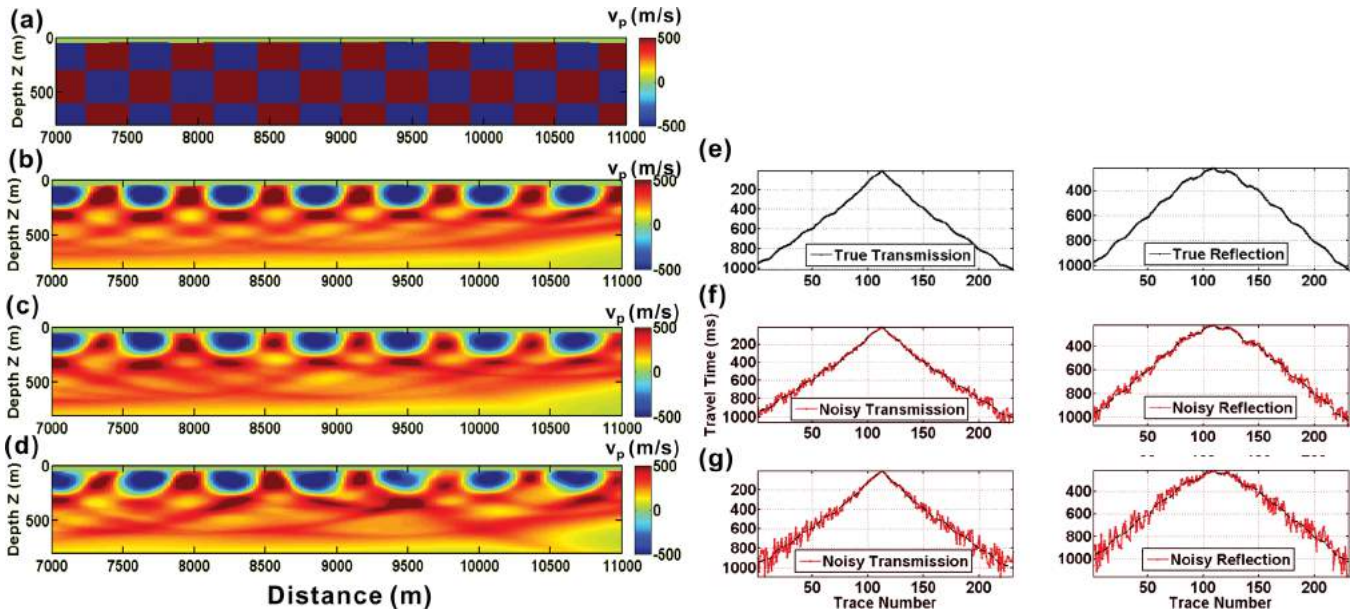 (a)
v_p (m/s)
0
500
Depth Z (m)
500
0
-500
7000 7500 8000 8500 9000 9500 10000 10500 11000
(b)
v_p (m/s)
0
500
Depth Z (m)
500
0
-500
7000 7500 8000 8500 9000 9500 10000 10500 11000
(c)
v_p (m/s)
0
500
Depth Z (m)
500
0
-500
7000 7500 8000 8500 9000 9500 10000 10500 11000
(d)
v_p (m/s)
0
500
Depth Z (m)
500
0
-500
7000 7500 8000 8500 9000 9500 10000 10500 11000
Distance (m)
(e)
200
400
600
800
1000
True Transmission
50 100 150 200
400
600
800
1000
True Reflection
50 100 150 200
(f)
Travel Time (ms)
200
400
600
800
1000
Noisy Transmission
50 100 150 200
400
600
800
1000
Noisy Reflection
50 100 150 200
(g)
200
400
600
800
1000
Noisy Transmission
50 100 150 200
Trace Number
400
600
800
1000
Noisy Reflection
50 100 150 200
Trace Number